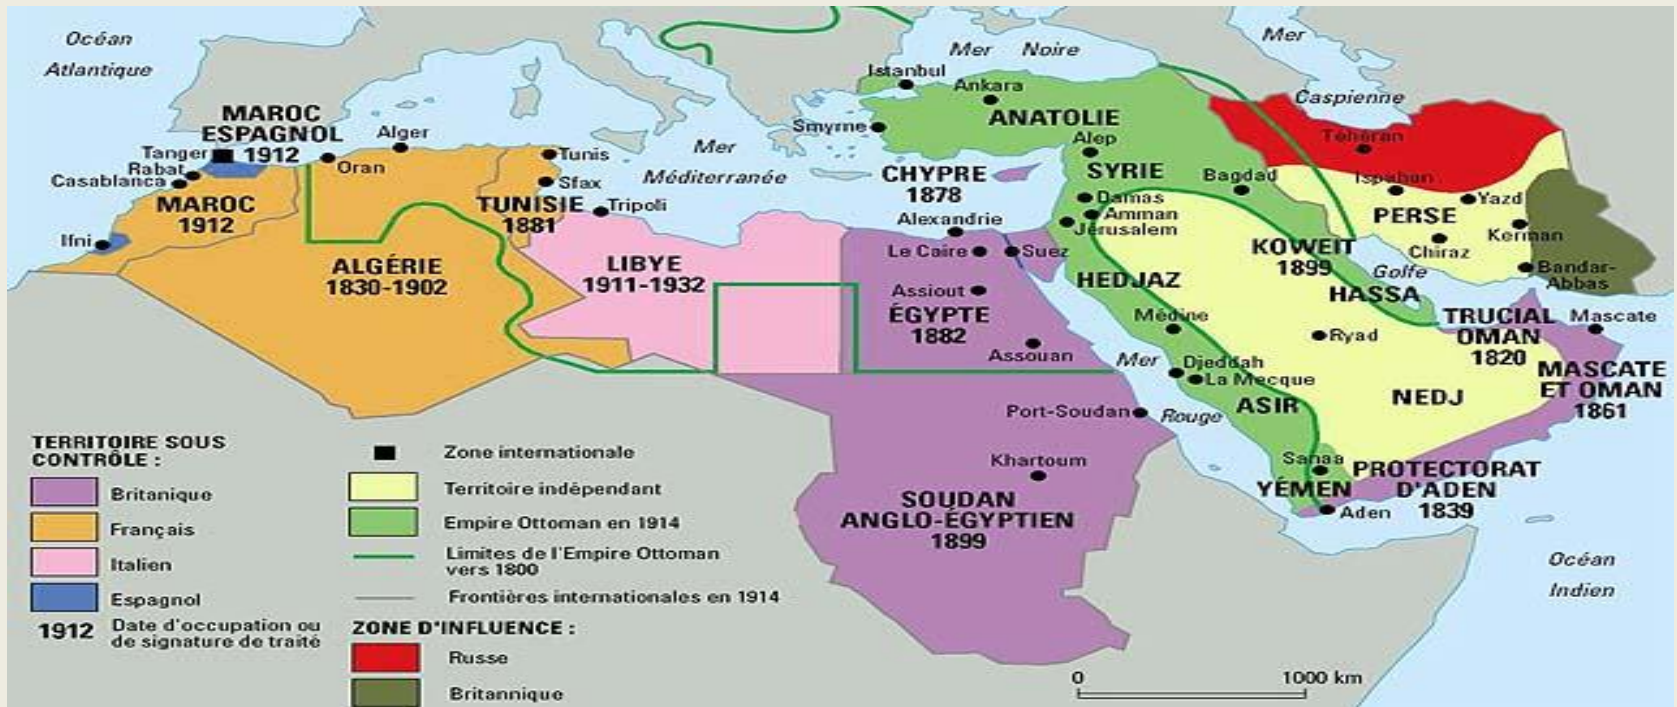 Océan
Atlantique
Mer Noire
Mer
Caspienne
Istanbul
Ankara
ANATOLIE
Smyrne
Alep
Téhéran
MAROC
ESPAGNOL
1912
Alger
Tanger
Oran
Rabat
Casablanca
MAROC
1912
Ifni
Tunis
Sfax
TUNISIE
1881
Tripoli
Mer
Méditerranée
CHYPRE
1878
SYRIE
Bagdad
Damas
Amman
Jérusalem
Ispahan
Yazd
PERSE
Kerman
Chiraz
Bandar-
Abbas
Alexandrie
Le Caire
Suez
ALGÉRIE
1830-1902
LIBYE
1911-1932
Assiout
ÉGYPTE
1882
Assouan
KOWEIT
1899
Golfe
HEDJAZ
HASSA
Médine
Ryad
TRUCIAL
OMAN
1820
Mascate
MASCATE
ET OMAN
1861
Mer
Rouge
Djeddah
La Mecque
ASIR
NEDJ
Port-Soudan
Khartoum
SOUDAN
ANGLO-ÉGYPTIEN
1899
Sanaa
YÉMEN
Aden
PROTECTORAT
D'ADEN
1839
Océan
Indien
TERRITOIRE SOUS
CONTRÔLE :
Britanique
Français
Italien
Espagnol
1912 Date d'occupation ou
de signature de traité
Zone internationale
Territoire indépendant
Empire Ottoman en 1914
Limites de l'Empire Ottoman
vers 1800
Frontières internationales en 1914
ZONE D'INFLUENCE :
Russe
Britannique
0 1000 km